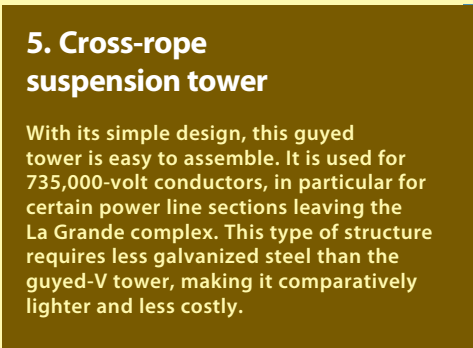 5. Cross-rope
suspension tower
With its simple design, this guyed
tower is easy to assemble. It is used for
735,000-volt conductors, in particular for
certain power line sections leaving the
La Grande complex. This type of structure
requires less galvanized steel than the
guyed-V tower, making it comparatively
lighter and less costly.